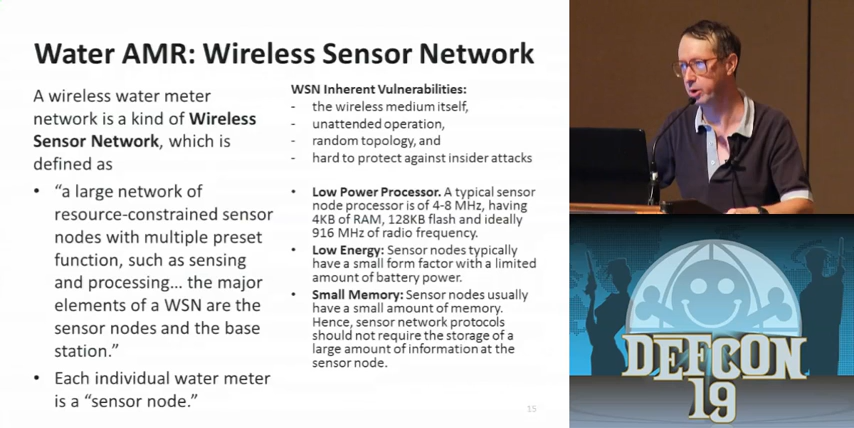 Water AMR: Wireless Sensor Network
A wireless water meter
network is a kind of Wireless
Sensor Network, which is
defined as
• “a large network of
resource-constrained sensor
nodes with multiple preset
function, such as sensing
and processing… the major
elements of a WSN are the
sensor nodes and the base
station.”
• Each individual water meter
is a “sensor node.”
WSN Inherent Vulnerabilities:
- the wireless medium itself,
- unattended operation,
- random topology, and
- hard to protect against insider attacks
• Low Power Processor. A typical sensor
node processor is of 4-8 MHz, having
4KB of RAM, 128KB flash and ideally
916 MHz of radio frequency.
• Low Energy: Sensor nodes typically
have a small form factor with a limited
amount of battery power.
• Small Memory: Sensor nodes usually
have a small amount of memory.
Hence, sensor network protocols
should not require the storage of a
large amount of information at the
sensor node.
15
DEFCON
19